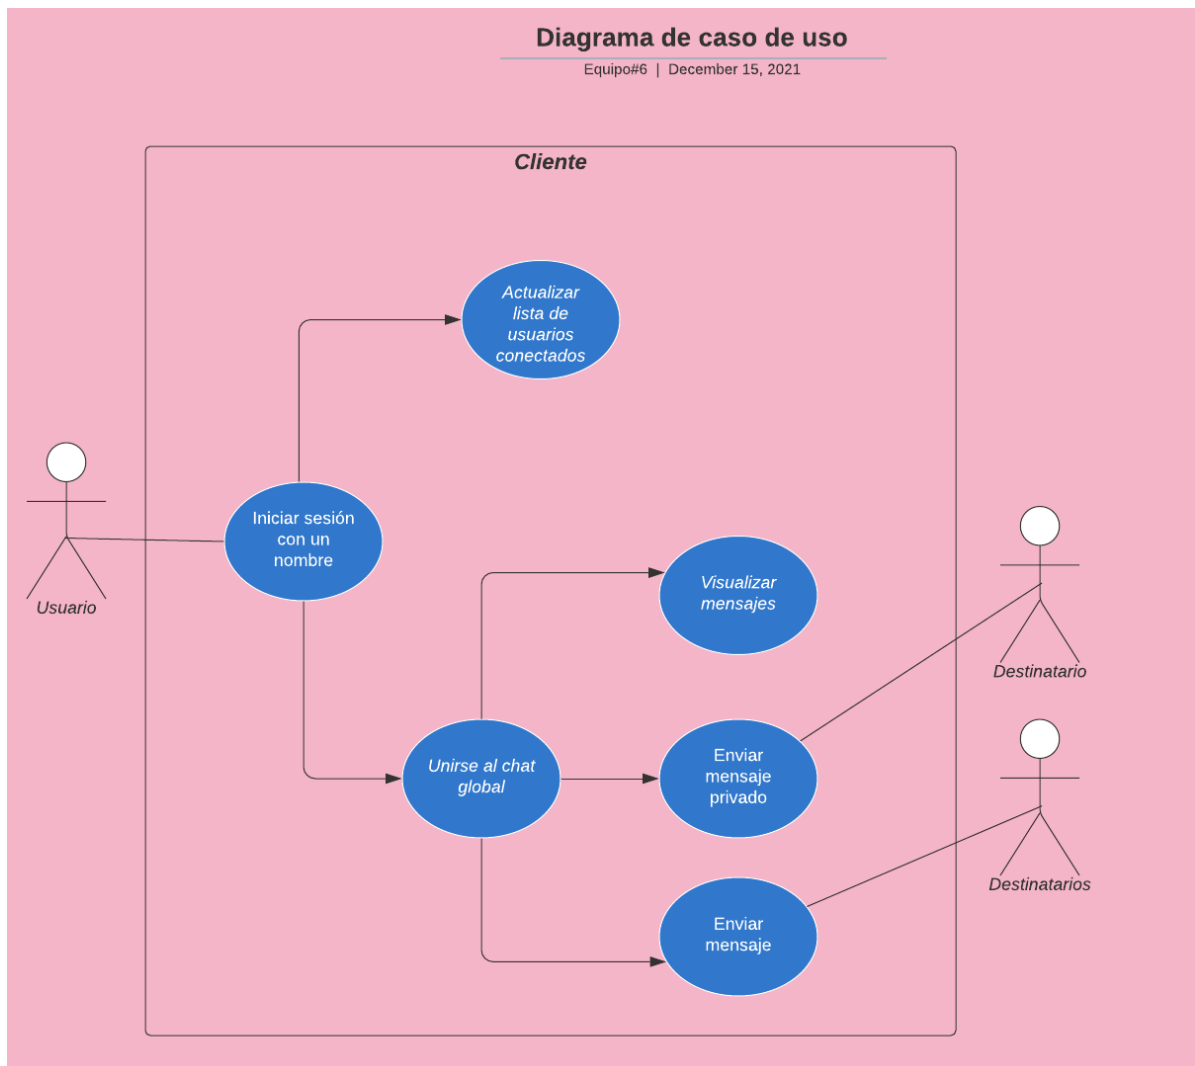 Diagrama de caso de uso
Equipo#6 | December 15, 2021
Cliente
Actualizar
lista de
usuarios
conectados
Iniciar sesión
con un
nombre
Usuario
Visualizar
mensajes
Destinatario
Unirse al chat
global
Enviar
mensaje
privado
Destinatarios
Enviar
mensaje